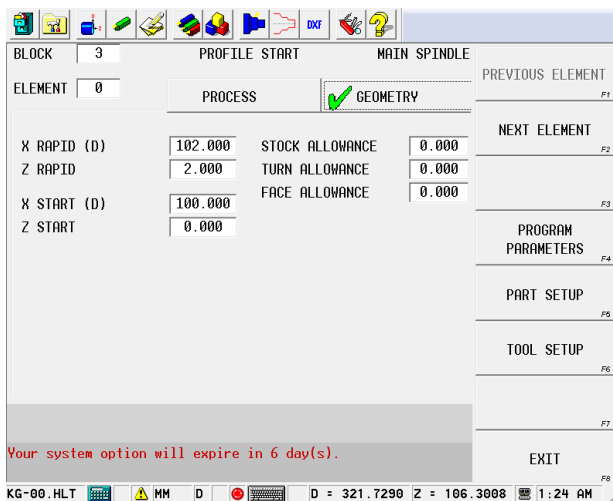 DXF
BLOCK 3 PROFILE START MAIN SPINDLE
ELEMENT 0
PROCESS GEOMETRY
X RAPID (D) 102.000 STOCK ALLOWANCE 0.000
Z RAPID 2.000 TURN ALLOWANCE 0.000
FACE ALLOWANCE 0.000
X START (D) 100.000
Z START 0.000
PREVIOUS ELEMENT
F1
NEXT ELEMENT
F2
F3
PROGRAM
PARAMETERS
F4
PART SETUP
F5
TOOL SETUP
F6
F7
EXIT
F8
Your system option will expire in 6 day(s).
KG-00.HLT MM D D = 321.7290 Z = 106.3008 1:24 AM